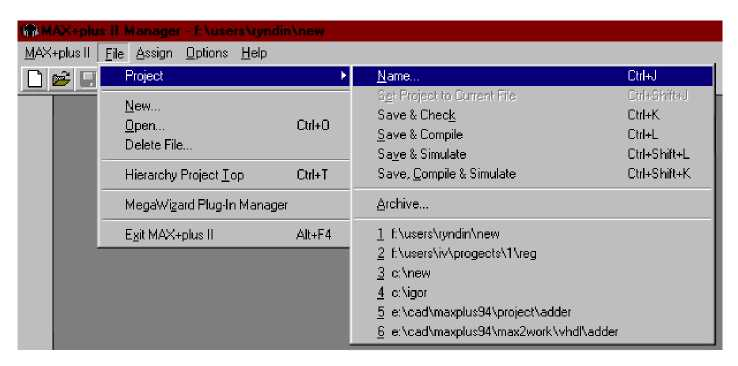 MAX+plus II Manager - f:\users\ryndin\new
MAX+plus II File Assign Options Help
Project
New...
Open... Ctrl+O
Delete File...
Hierarchy Project Top Ctrl+T
MegaWizard Plug-In Manager
Exit MAX+plus II Alt+F4
Name... Ctrl+J
Set Project to Current File Ctrl+Shift+J
Save & Check Ctrl+K
Save & Compile Ctrl+L
Save & Simulate Ctrl+Shift+L
Save, Compile & Simulate Ctrl+Shift+K
Archive...
1 f:\users\ryndin\new
2 f:\users\iv\progects\1\reg
3 c:\new
4 c:\igor
5 e:\cad\maxplus94\project\adder
6 e:\cad\maxplus94\max2work\vhdl\adder